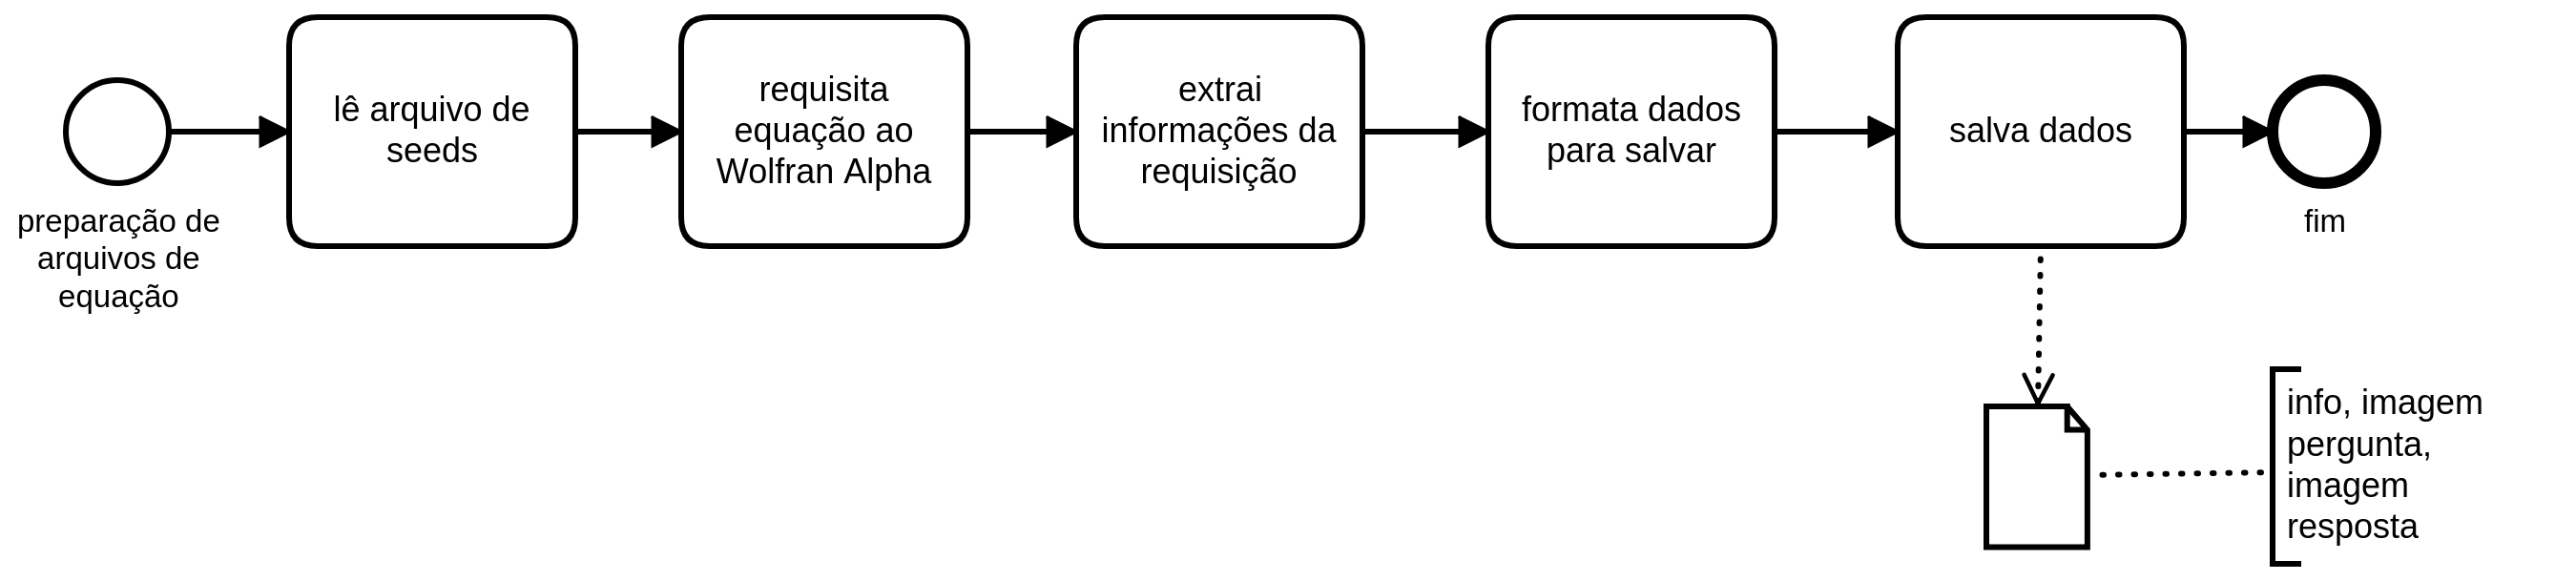 preparação de
arquivos de
equação
lê arquivo de
seeds
requisita
equação ao
Wolfran Alpha
extrai
informações da
requisição
formata dados
para salvar
salva dados
fim
info, imagem
pergunta,
imagem
resposta